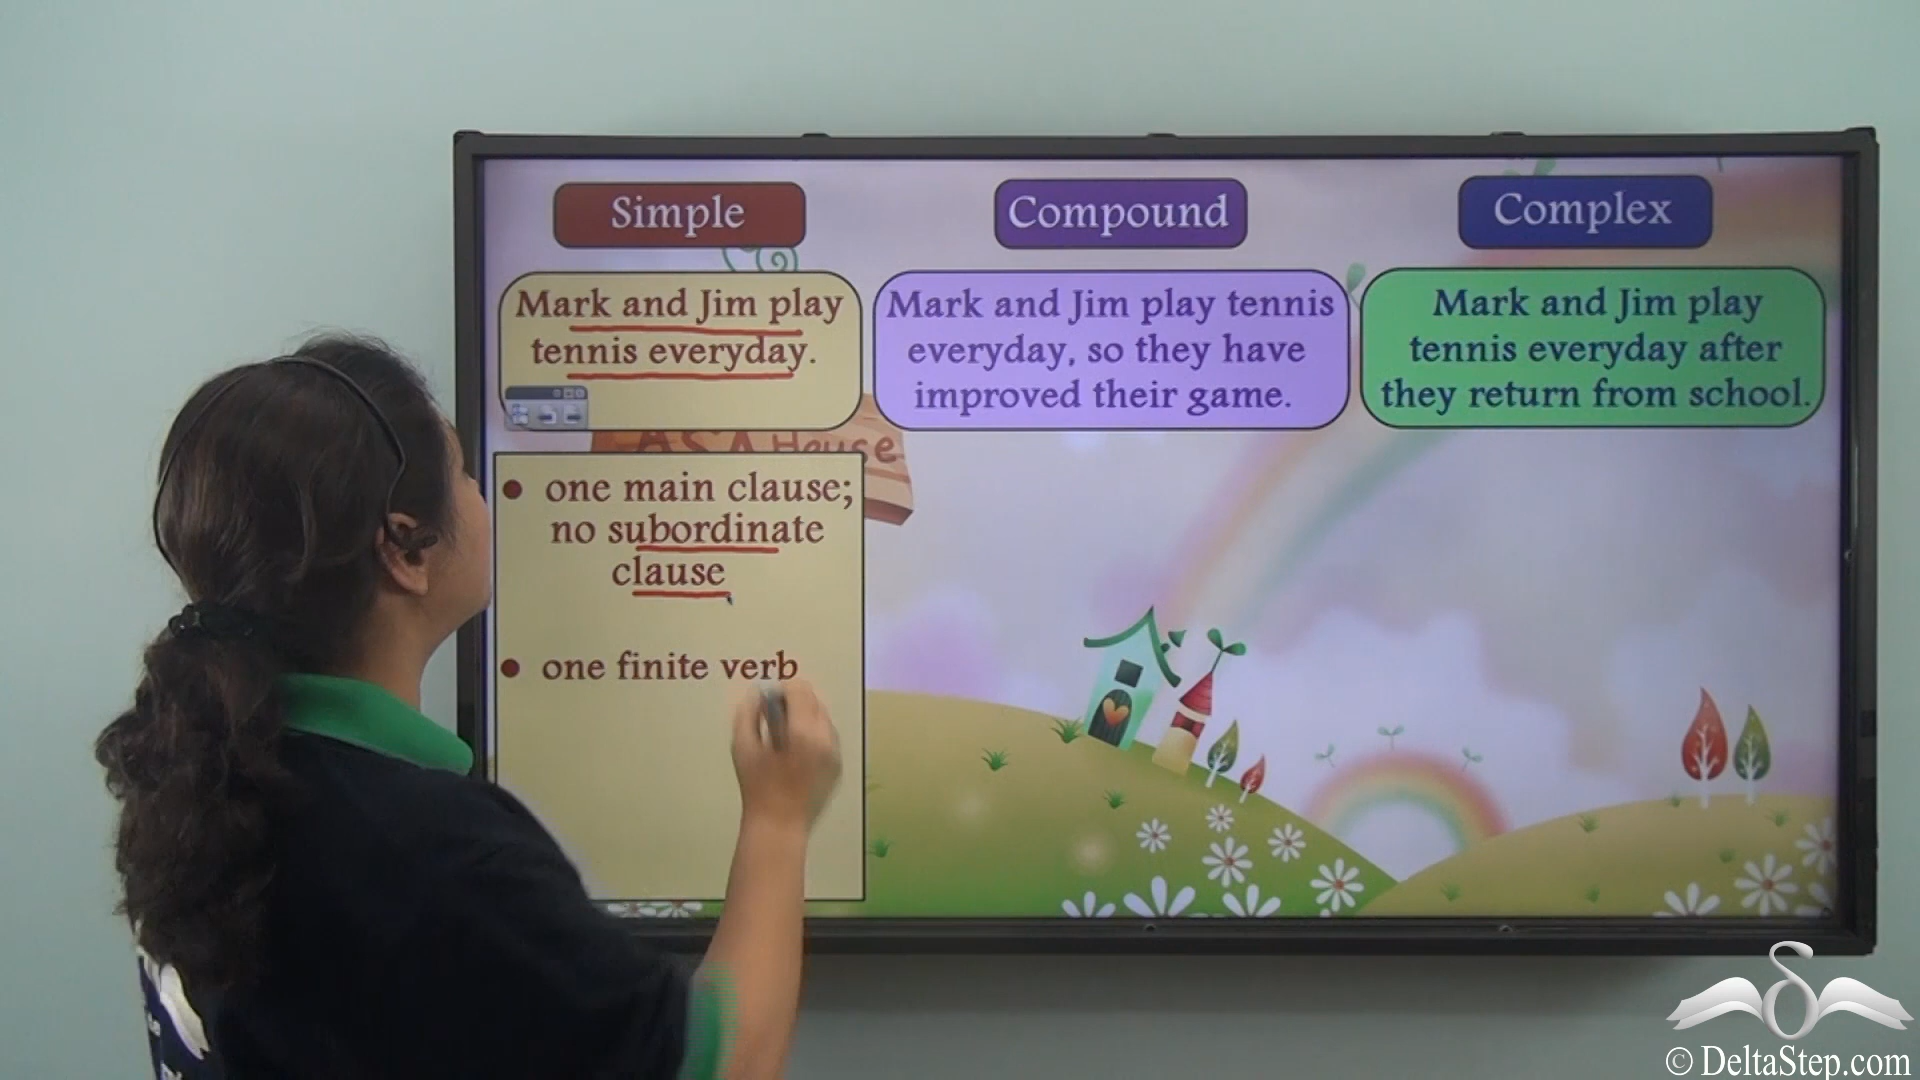 Simple
Compound
Complex
Mark and Jim play
tennis everyday.
Mark and Jim play tennis
everyday, so they have
improved their game.
Mark and Jim play
tennis everyday after
they return from school.
House
• one main clause;
no subordinate
clause
• one finite verb
© DeltaStep.com